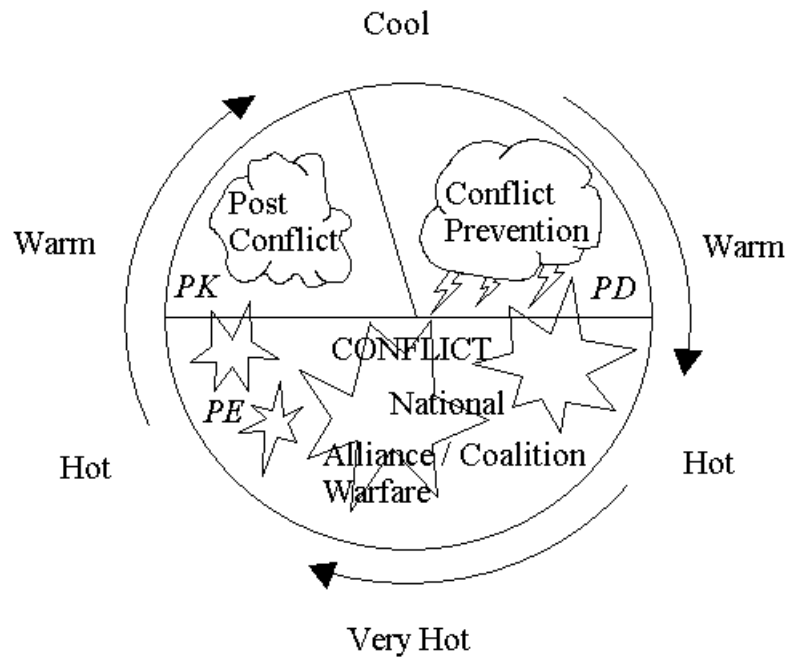 Cool
Post
Conflict
Conflict
Prevention
Warm
Warm
PK
PD
CONFLICT
National
PE
Alliance / Coalition
Warfare
Hot
Hot
Very Hot